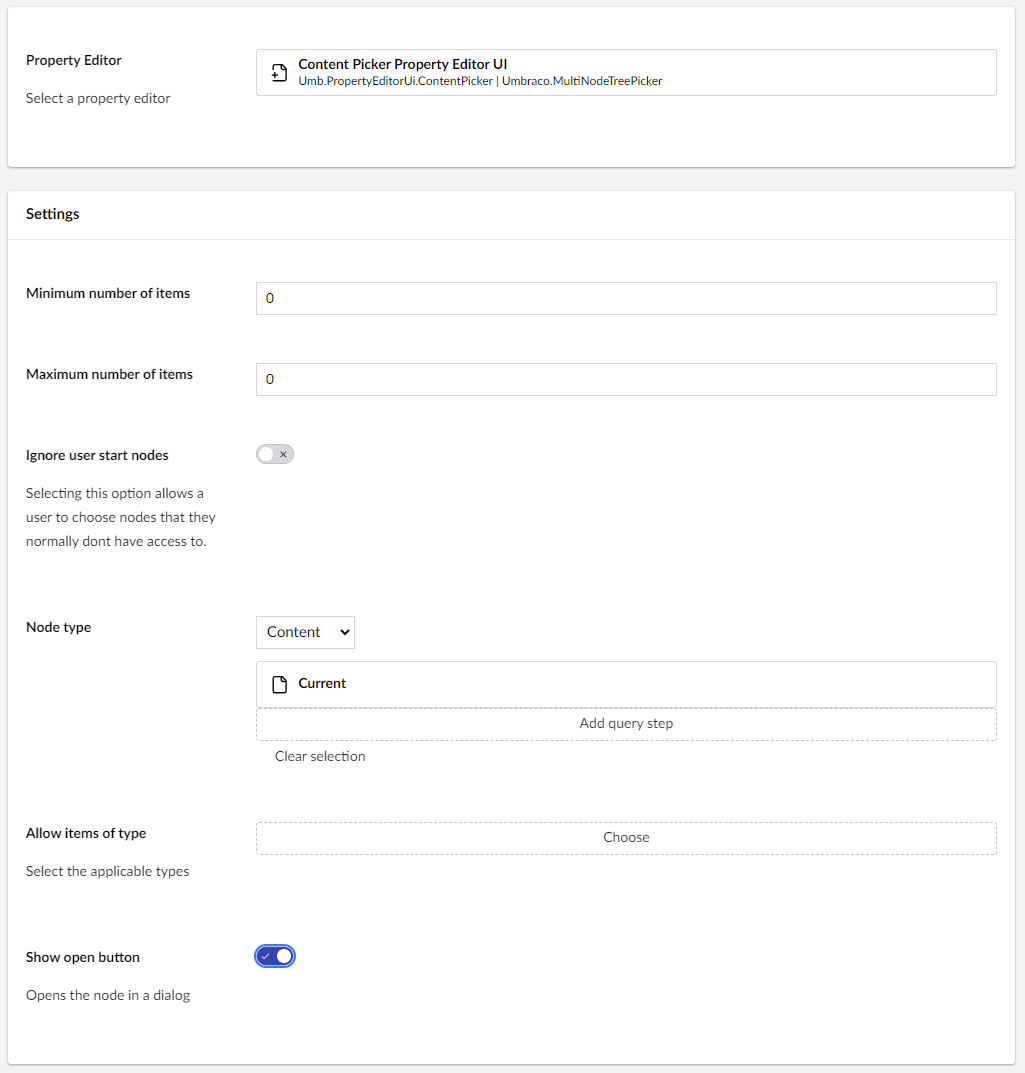 Property Editor
Select a property editor
Content Picker Property Editor UI
Umb.PropertyEditorUi.ContentPicker | Umbraco.MultiNodeTreePicker
Settings
Minimum number of items
0
Maximum number of items
0
Ignore user start nodes
Selecting this option allows a
user to choose nodes that they
normally dont have access to.
Node type
Content
Current
Add query step
Clear selection
Allow items of type
Select the applicable types
Choose
Show open button
Opens the node in a dialog